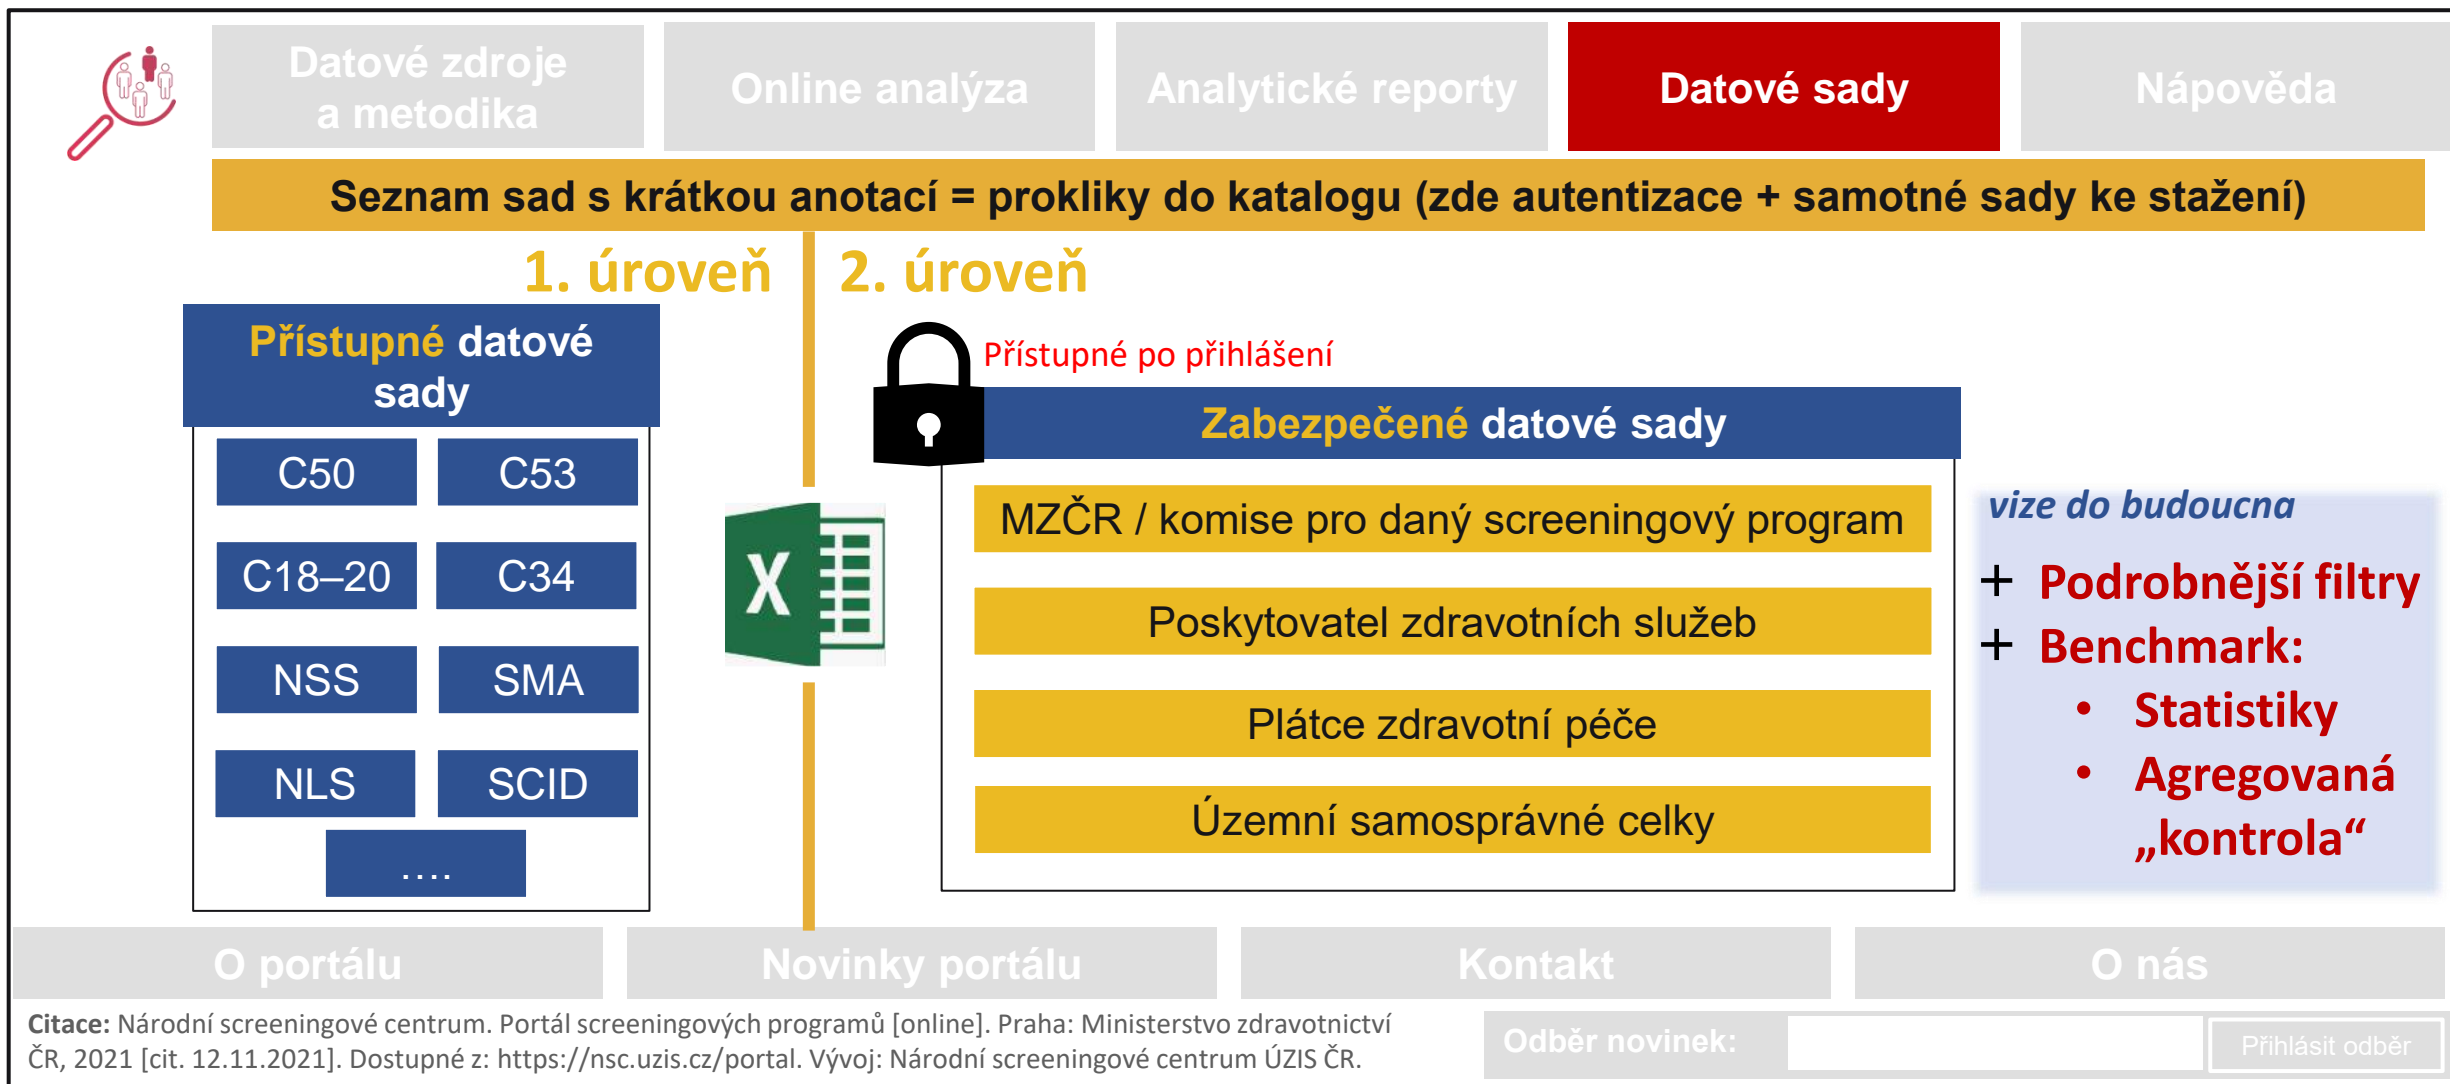 Datové zdroje
a metodika
Online analýza
Analytické reporty
Datové sady
Nápověda
Seznam sad s krátkou anotací = prokliky do katalogu (zde autentizace + samotné sady ke stažení)
1. úroveň
2. úroveň
Přístupné datové
sady
C50
C53
C18–20
C34
NSS
SMA
NLS
SCID
....
X
Přístupné po přihlášení
Zabezpečené datové sady
MZČR / komise pro daný screeningový program
Poskytovatel zdravotních služeb
Plátce zdravotní péče
Územní samosprávné celky
vize do budoucna
+ Podrobnější filtry
+ Benchmark:
• Statistiky
• Agregovaná
„kontrola“
O portálu
Novinky portálu
Kontakt
O nás
Citace: Národní screeningové centrum. Portál screeningových programů [online]. Praha: Ministerstvo zdravotnictví
ČR, 2021 [cit. 12.11.2021]. Dostupné z: https://nsc.uzis.cz/portal. Vývoj: Národní screeningové centrum ÚZIS ČR.
Odběr novinek:
Přihlásit odběr